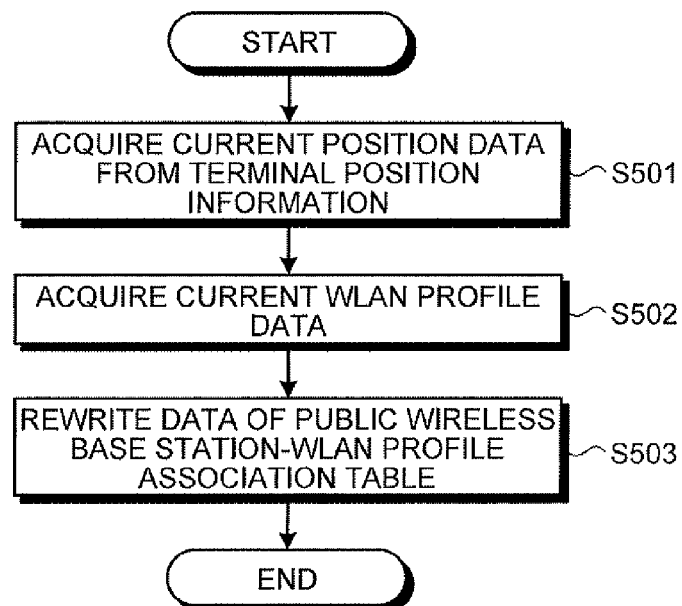 START
ACQUIRE CURRENT POSITION DATA
FROM TERMINAL POSITION
INFORMATION
S501
ACQUIRE CURRENT WLAN PROFILE
DATA
S502
REWRITE DATA OF PUBLIC WIRELESS
BASE STATION-WLAN PROFILE
ASSOCIATION TABLE
S503
END